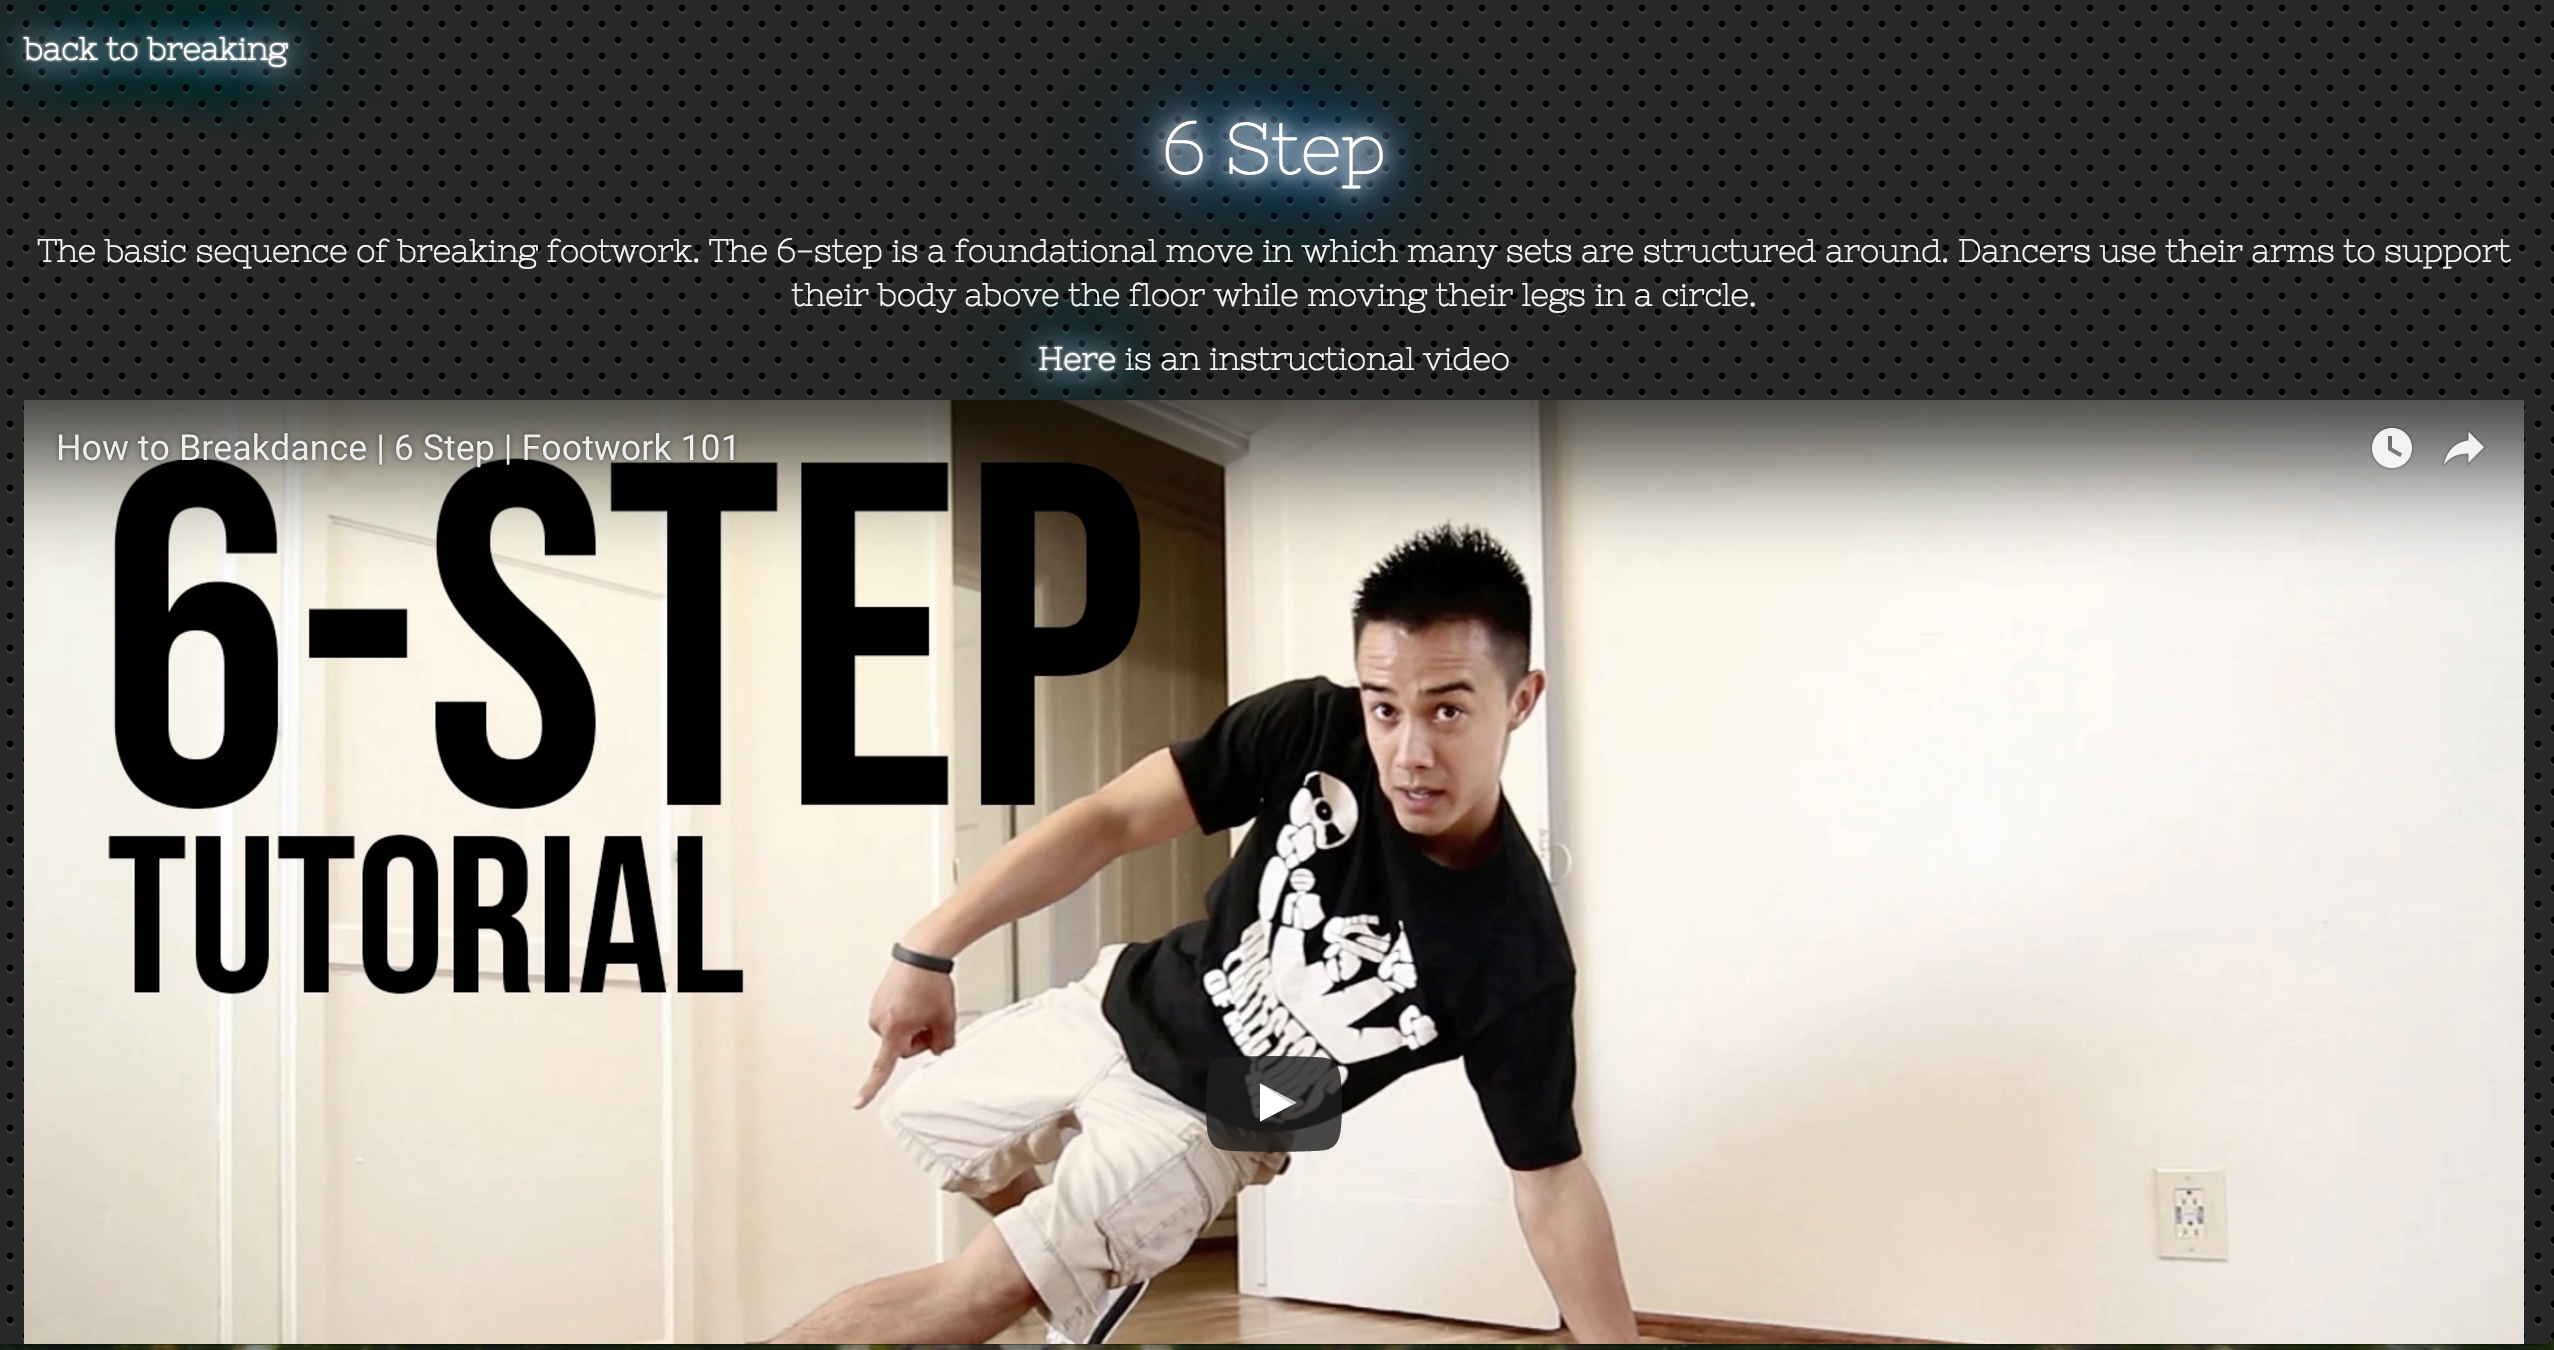 back to breaking
6 Step
The basic sequence of breaking footwork. The 6-step is a foundational move in which many sets are structured around. Dancers use their arms to support
their body above the floor while moving their legs in a circle.
Here is an instructional video
How to Breakdance | 6 Step | Footwork 101
6-STEP
TUTORIAL